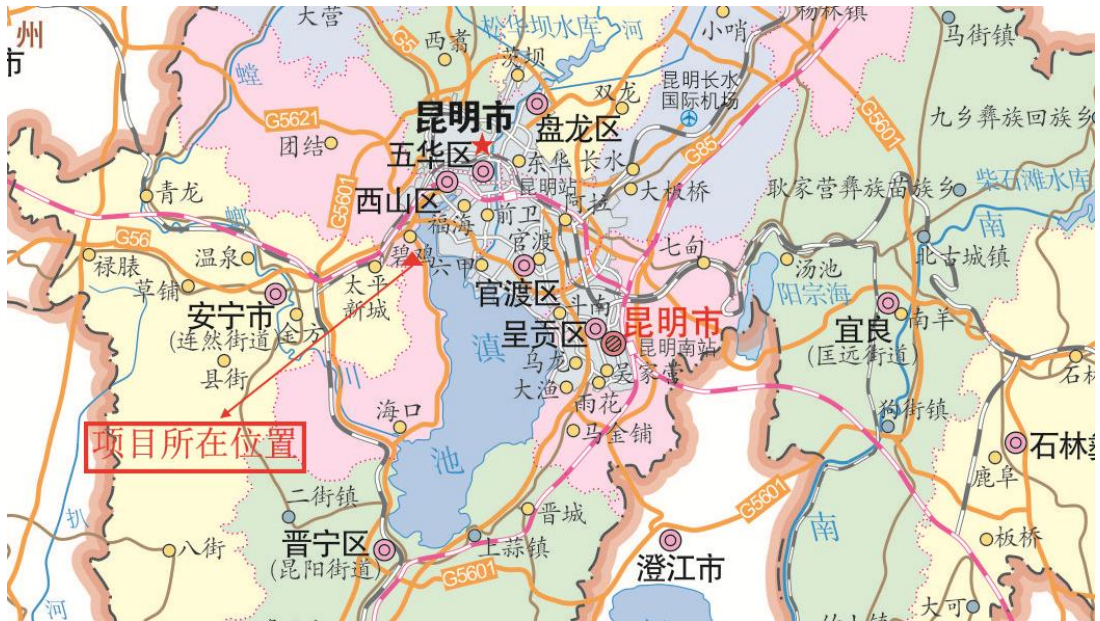 州
市
大营
G5
西翥
松华坝水库
河
小哨
杨林镇
马街镇
茨坝
螳
双龙
昆明长水
国际机场
G5621
昆明市
盘龙区
G5601
九乡彝族回族乡
团结
五华区
东华
长水
G85
昆明站
大板桥
耿家营彝族苗族乡
柴石滩水库
青龙
G5601
西山区
福海
前卫
阿拉
南
螂
G56
碧鸡
官渡
七甸
北古城镇
禄脿
温泉
六甲
汤池
草铺
太平
新城
官渡区
阳宗海
安宁市
(连然街道)
金方
滇
斗南
昆明市
宜良
(匡远街道)
南羊
呈贡区
昆明南站
县街
川
乌龙
吴家营
石林
大渔
雨花
海口
狗街镇
项目所在位置
池
马金铺
石林彝
鹿阜
二街镇
G5601
扒
晋城
南
八街
晋宁区
(昆阳街道)
上蒜镇
板桥
澄江市
G5601
河
大可